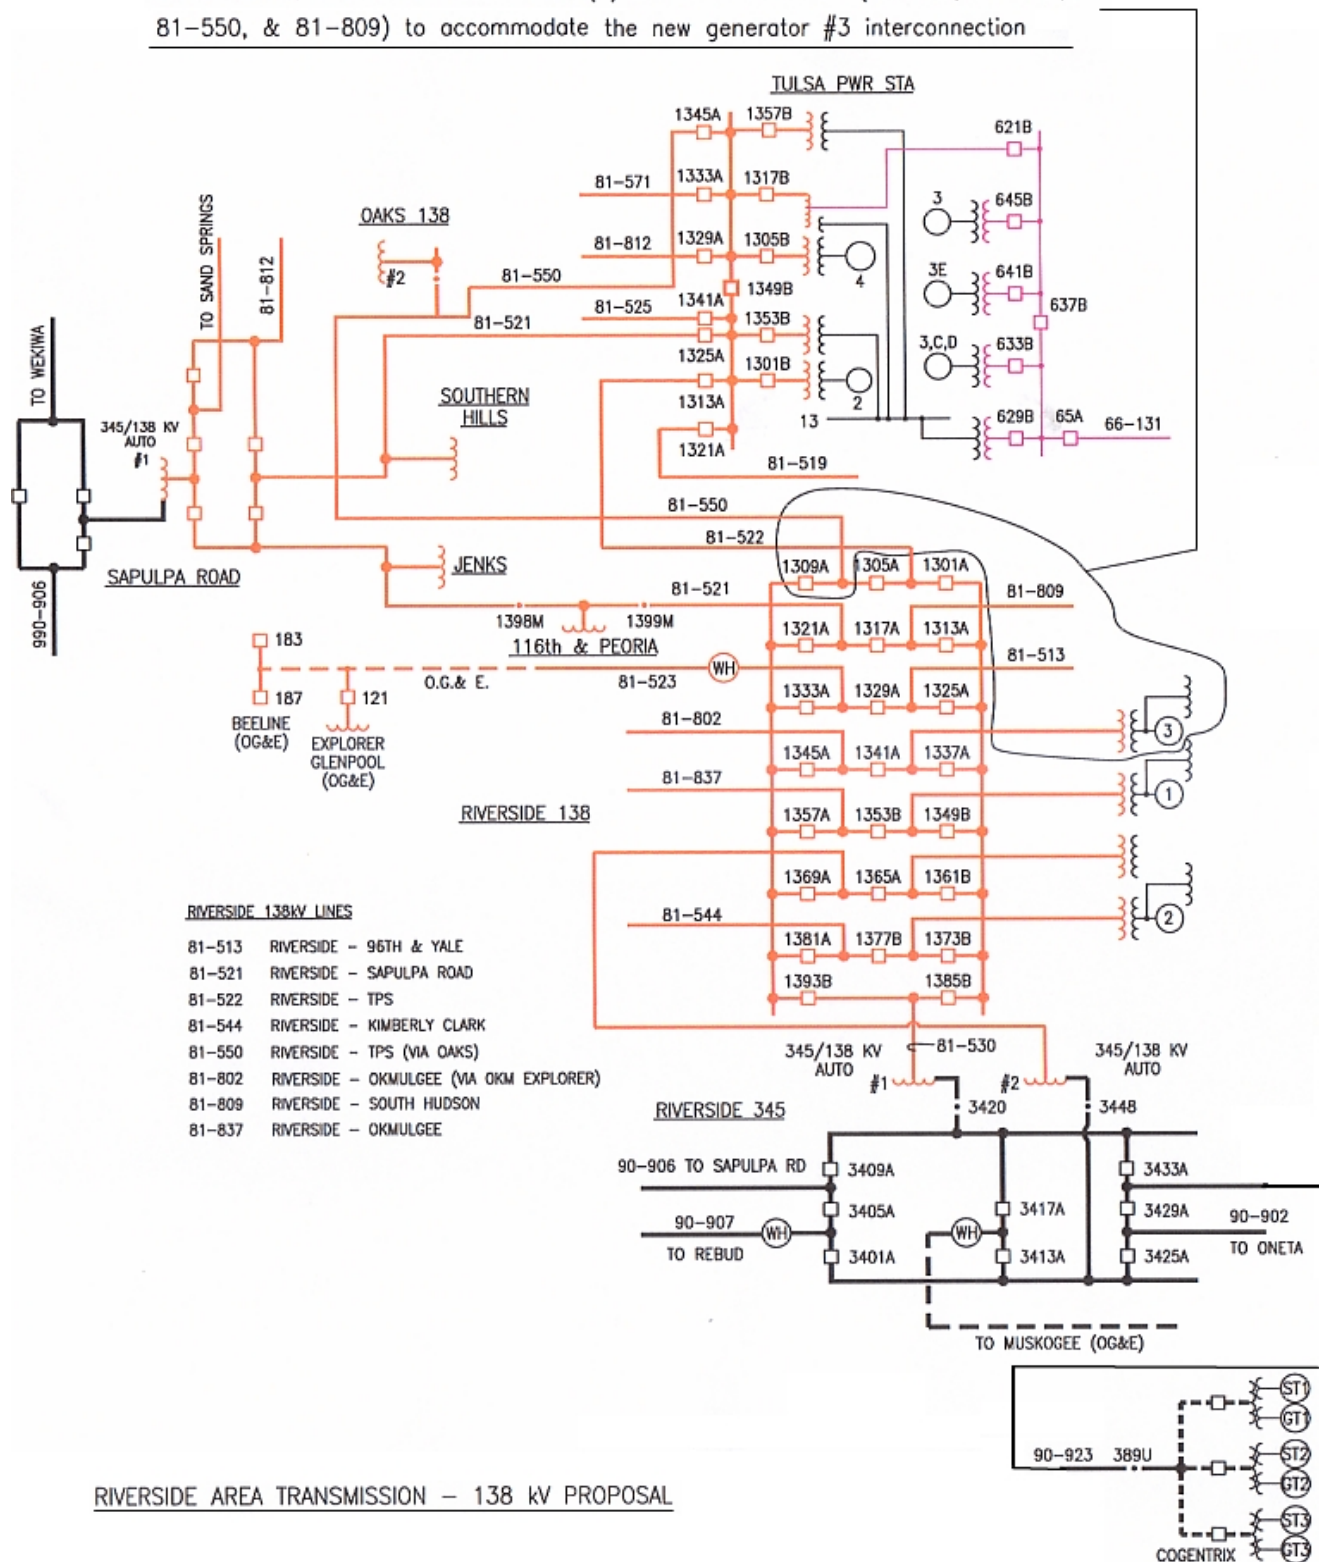 81-550, & 81-809) to accommodate the new generator #3 interconnection
TULSA PWR STA
1345A
1357B
621B
81-571
1333A
1317B
3
645B
OAKS 138
#2
81-812
1329A
1305B
4
3E
641B
TO SAND SPRINGS
81-812
81-550
1349B
637B
81-525
1341A
1353B
81-521
1325A
1301B
3,C,D
633B
TO WEKIWA
SOUTHERN
HILLS
1313A
2
13
629B
65A
66-131
345/138 KV
AUTO
#1
1321A
81-519
81-550
81-522
SAPULPA ROAD
JENKS
990-906
1309A
1305A
1301A
81-521
81-809
1398M
1399M
116th & PEORIA
1321A
1317A
1313A
183
187
BEELINE
(OG&E)
O.G.& E.
121
EXPLORER
GLENPOOL
(OG&E)
81-523
WH
81-513
1333A
1329A
1325A
81-802
3
1345A
1341A
1337A
81-837
1
RIVERSIDE 138
1357A
1353B
1349B
1369A
1365A
1361B
81-544
2
1381A
1377B
1373B
1393B
1385B
RIVERSIDE 138kV LINES
81-513 RIVERSIDE - 96TH & YALE
81-521 RIVERSIDE - SAPULPA ROAD
81-522 RIVERSIDE - TPS
81-544 RIVERSIDE - KIMBERLY CLARK
81-550 RIVERSIDE - TPS (VIA OAKS)
81-802 RIVERSIDE - OKMULGEE (VIA OKM EXPLORER)
81-809 RIVERSIDE - SOUTH HUDSON
81-837 RIVERSIDE - OKMULGEE
345/138 KV
AUTO
#1
81-530
345/138 KV
AUTO
#2
RIVERSIDE 345
3420
3448
90-906 TO SAPULPA RD
3409A
3433A
3405A
3417A
3429A
90-907
WH
WH
90-902
TO REBUD
3401A
3413A
3425A
TO ONETA
TO MUSKOGEE (OG&E)
ST1
GT1
90-923
389U
ST2
GT2
ST3
GT3
COGENTRIX
RIVERSIDE AREA TRANSMISSION - 138 kV PROPOSAL